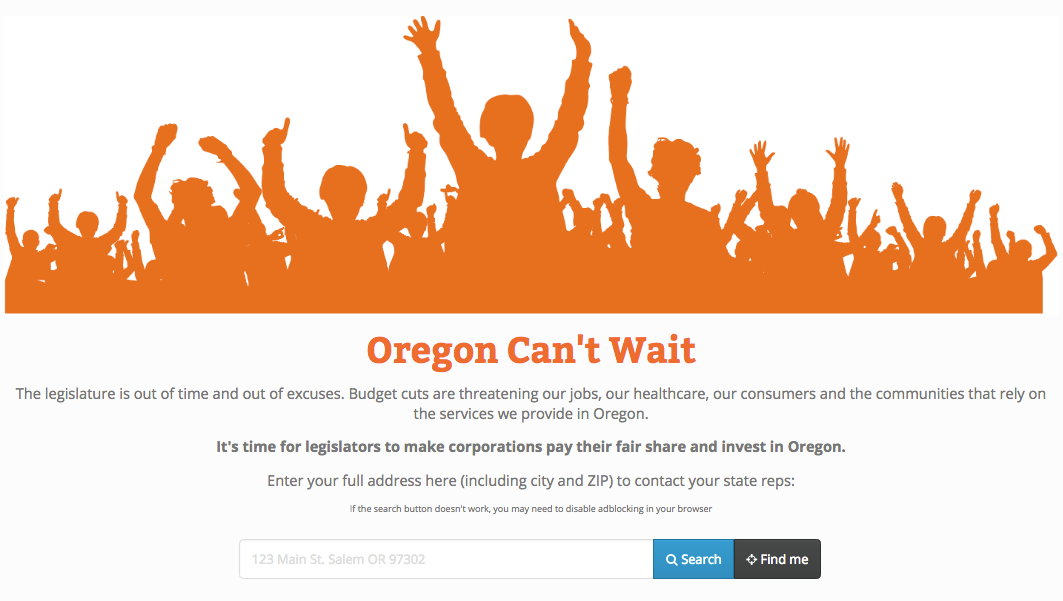 Oregon Can't Wait
The legislature is out of time and out of excuses. Budget cuts are threatening our jobs, our healthcare, our consumers and the communities that rely on
the services we provide in Oregon.
It's time for legislators to make corporations pay their fair share and invest in Oregon.
Enter your full address here (including city and ZIP) to contact your state reps:
If the search button doesn't work, you may need to disable adblocking in your browser
123 Main St. Salem OR 97302 Search Find me